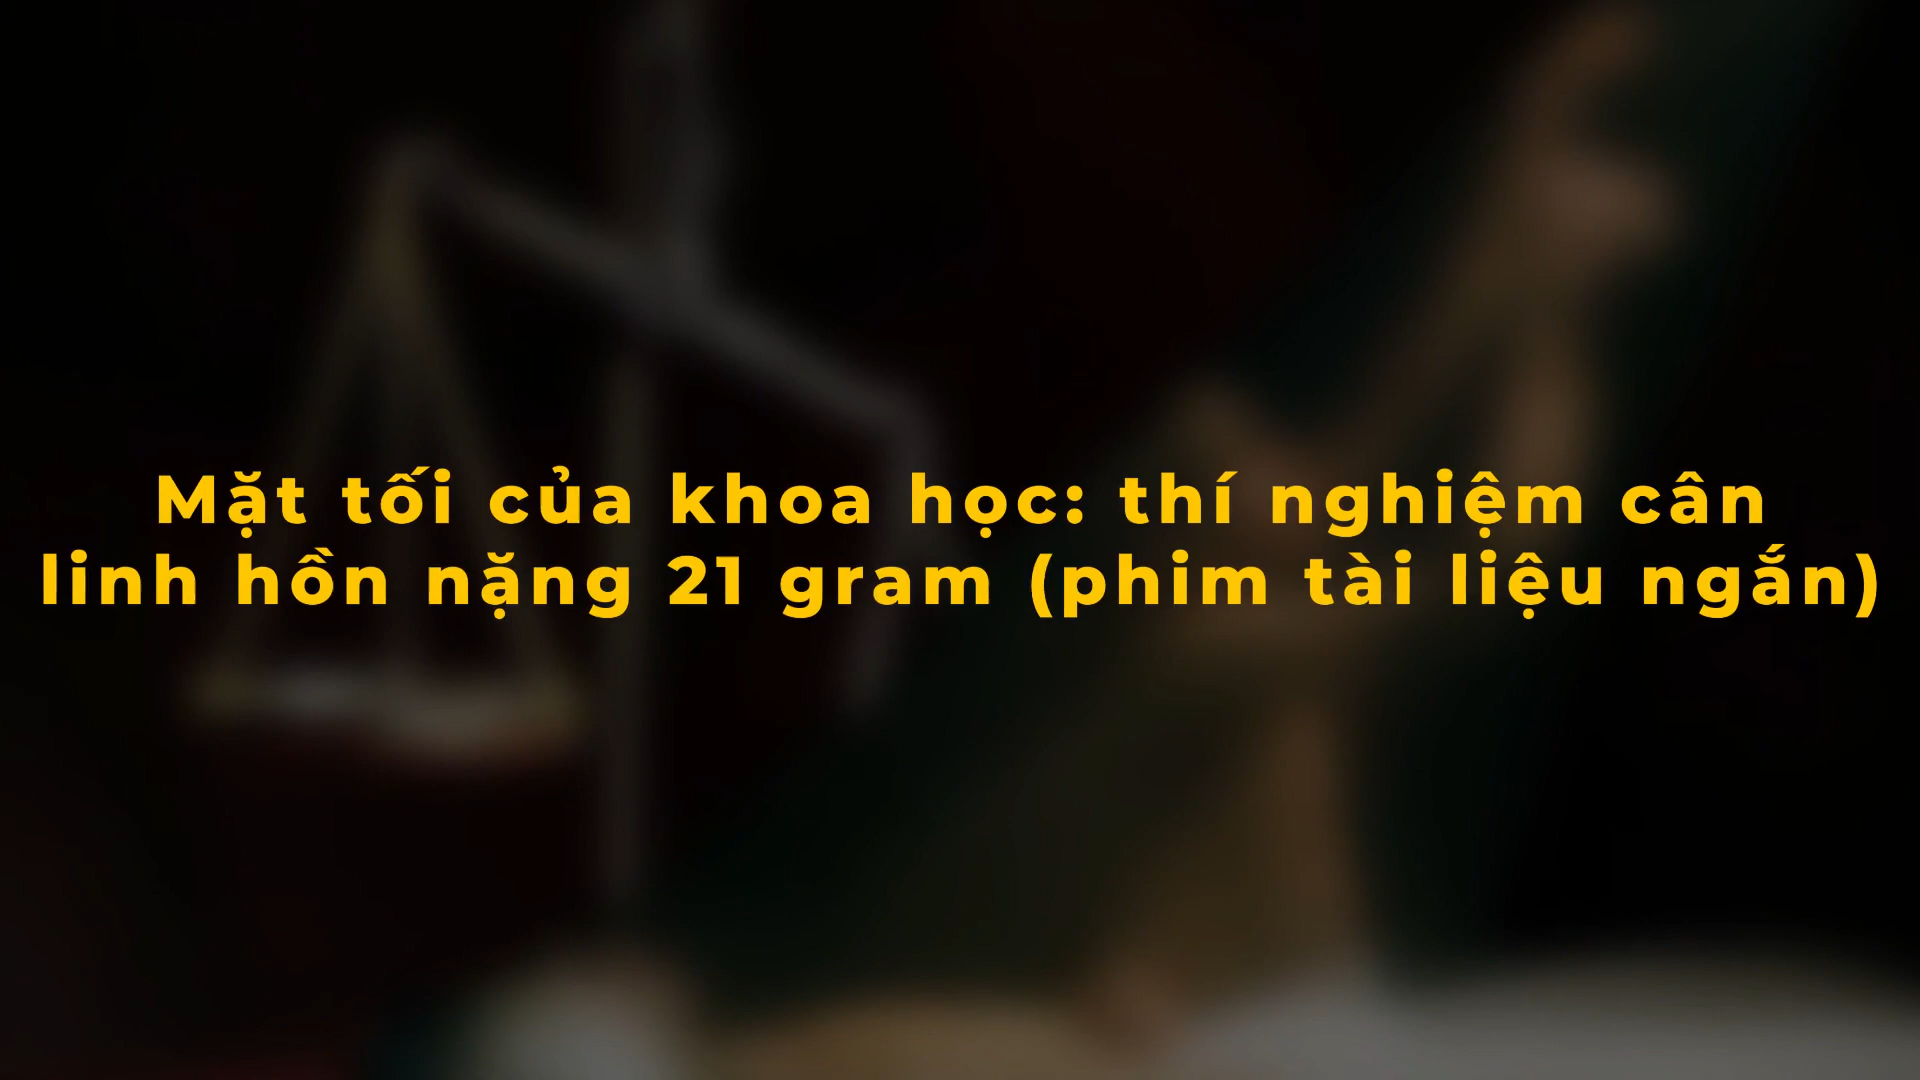 Mặt tối của khoa học: thí nghiệm cân
linh hồn nặng 21 gram (phim tài liệu ngắn)